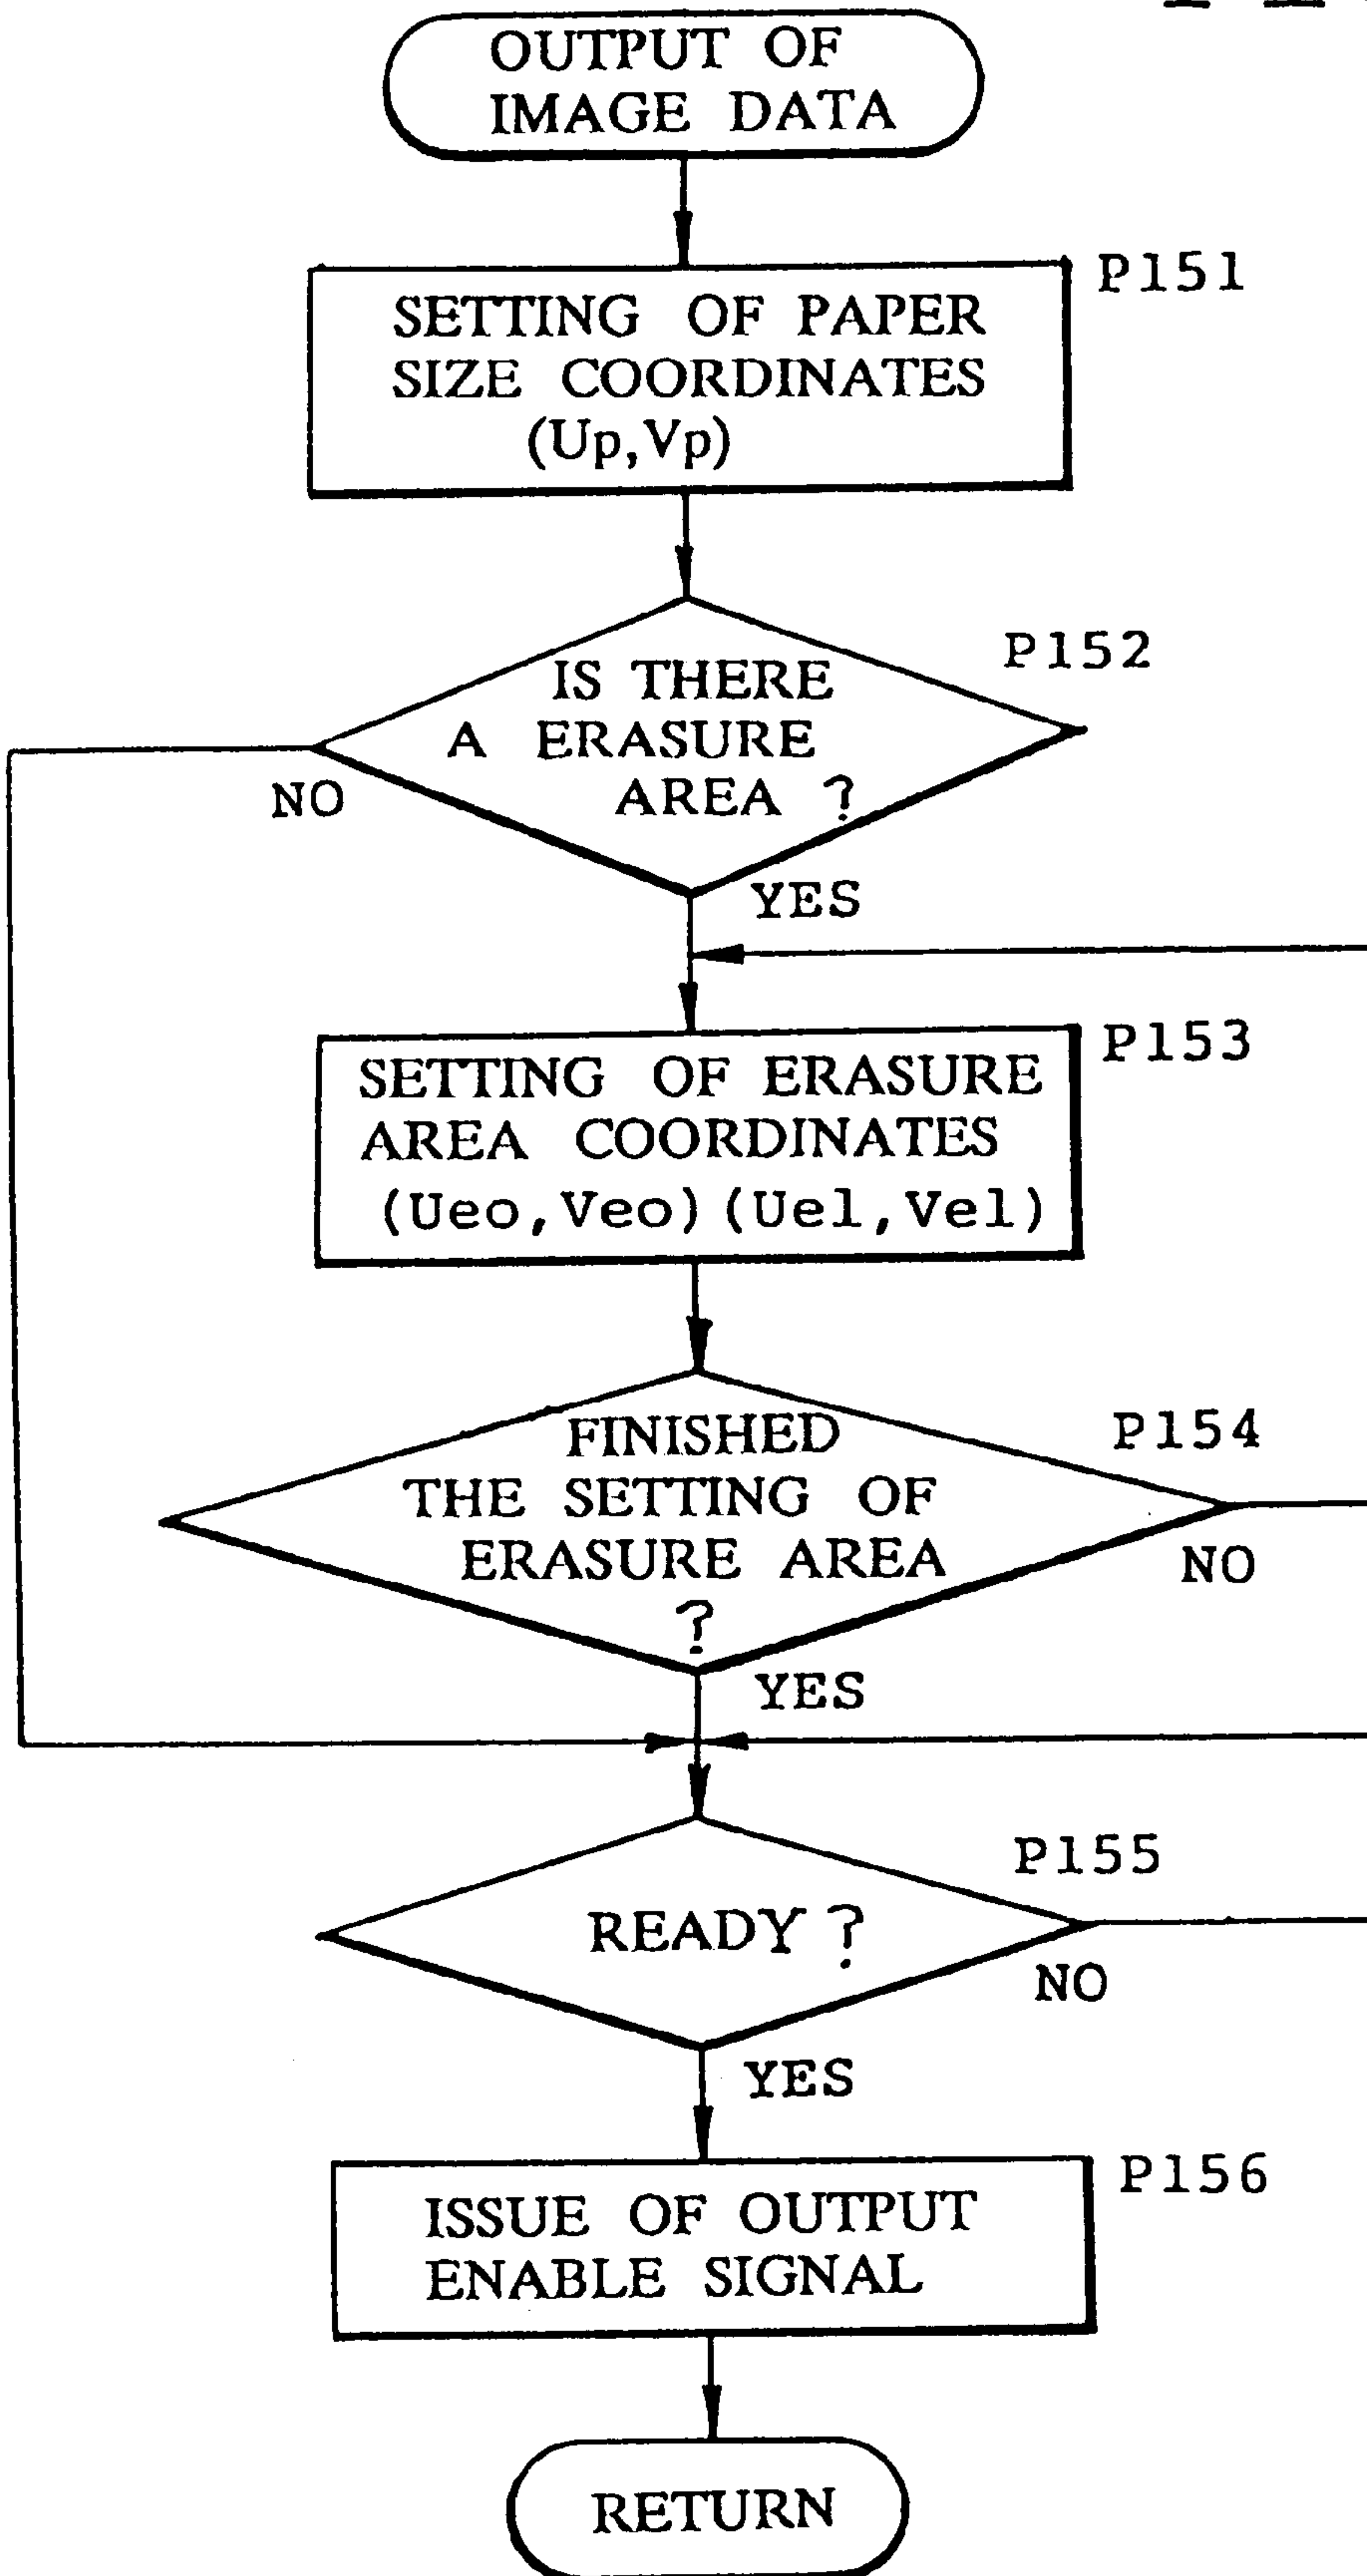 OUTPUT OF
IMAGE DATA
P151
SETTING OF PAPER
SIZE COORDINATES
(Up,Vp)
P152
IS THERE
A ERASURE
AREA ?
NO
YES
P153
SETTING OF ERASURE
AREA COORDINATES
(Ueo,Veo)(Uel,Vel)
P154
FINISHED
THE SETTING OF
ERASURE AREA
?
NO
YES
P155
READY ?
NO
YES
P156
ISSUE OF OUTPUT
ENABLE SIGNAL
RETURN